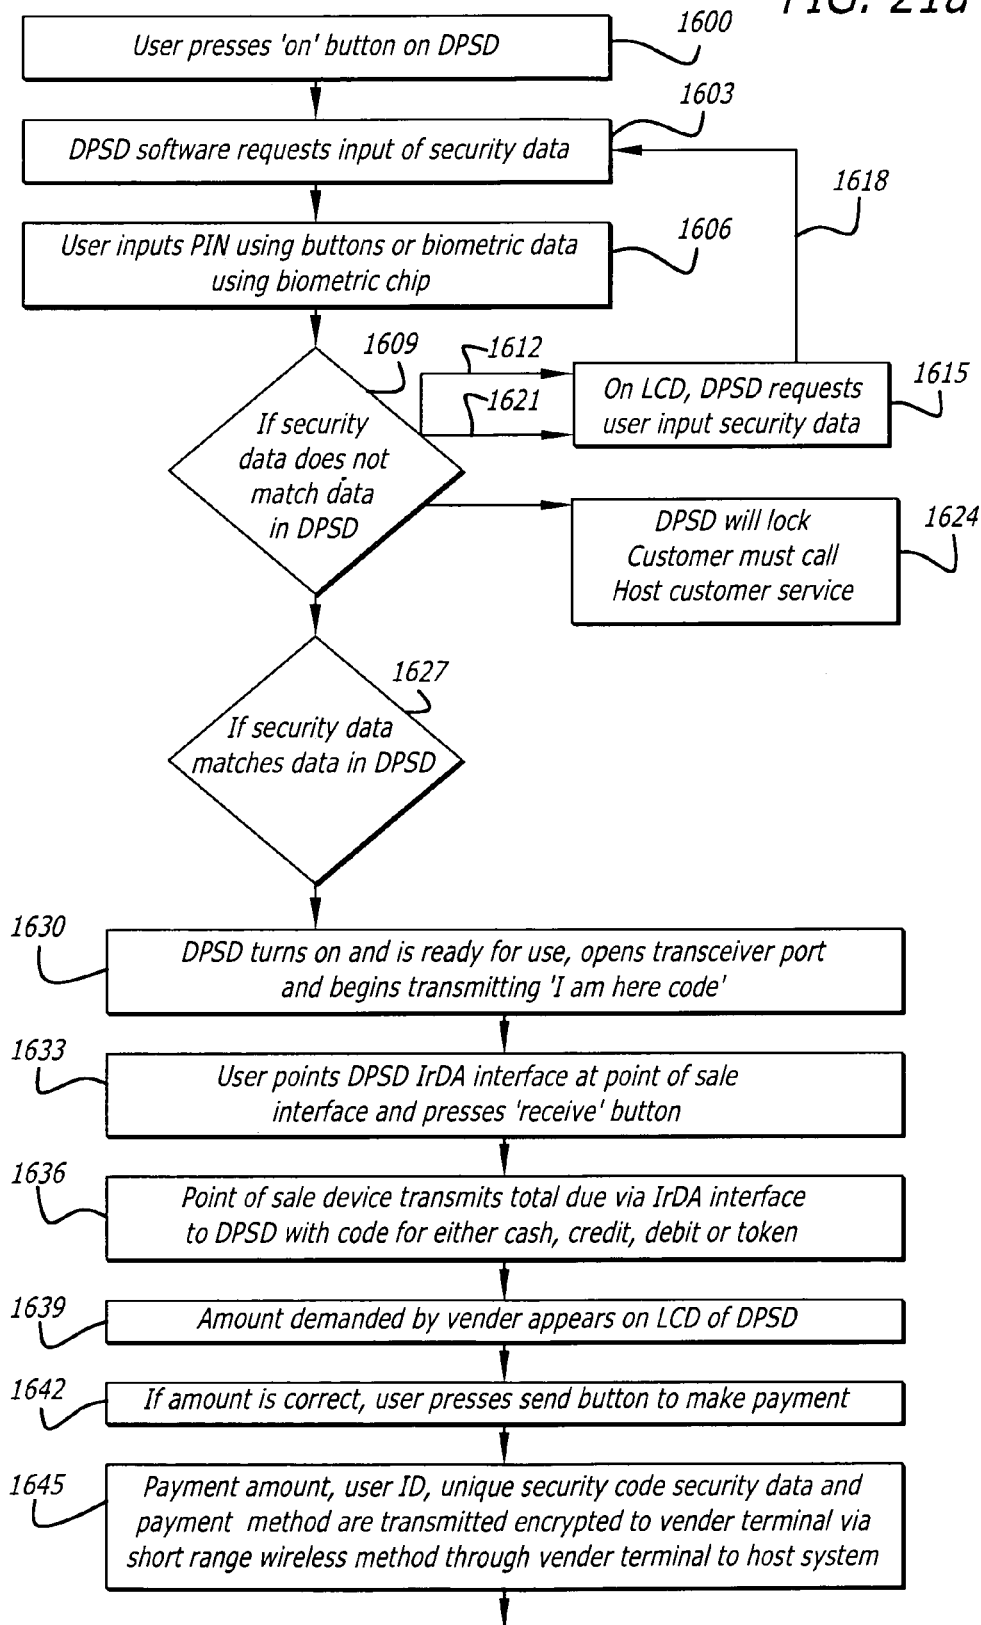 FIG. 21a
User presses 'on' button on DPSD
1600
1603
DPSD software requests input of security data
1618
User inputs PIN using buttons or biometric data
using biometric chip
1606
1609
1612
1621
If security
data does not
match data
in DPSD
On LCD, DPSD requests
user input security data
1615
DPSD will lock
Customer must call
Host customer service
1624
1627
If security data
matches data in DPSD
1630
DPSD turns on and is ready for use, opens transceiver port
and begins transmitting 'I am here code'
1633
User points DPSD IrDA interface at point of sale
interface and presses 'receive' button
1636
Point of sale device transmits total due via IrDA interface
to DPSD with code for either cash, credit, debit or token
1639
Amount demanded by vender appears on LCD of DPSD
1642
If amount is correct, user presses send button to make payment
1645
Payment amount, user ID, unique security code security data and
payment method are transmitted encrypted to vender terminal via
short range wireless method through vender terminal to host system